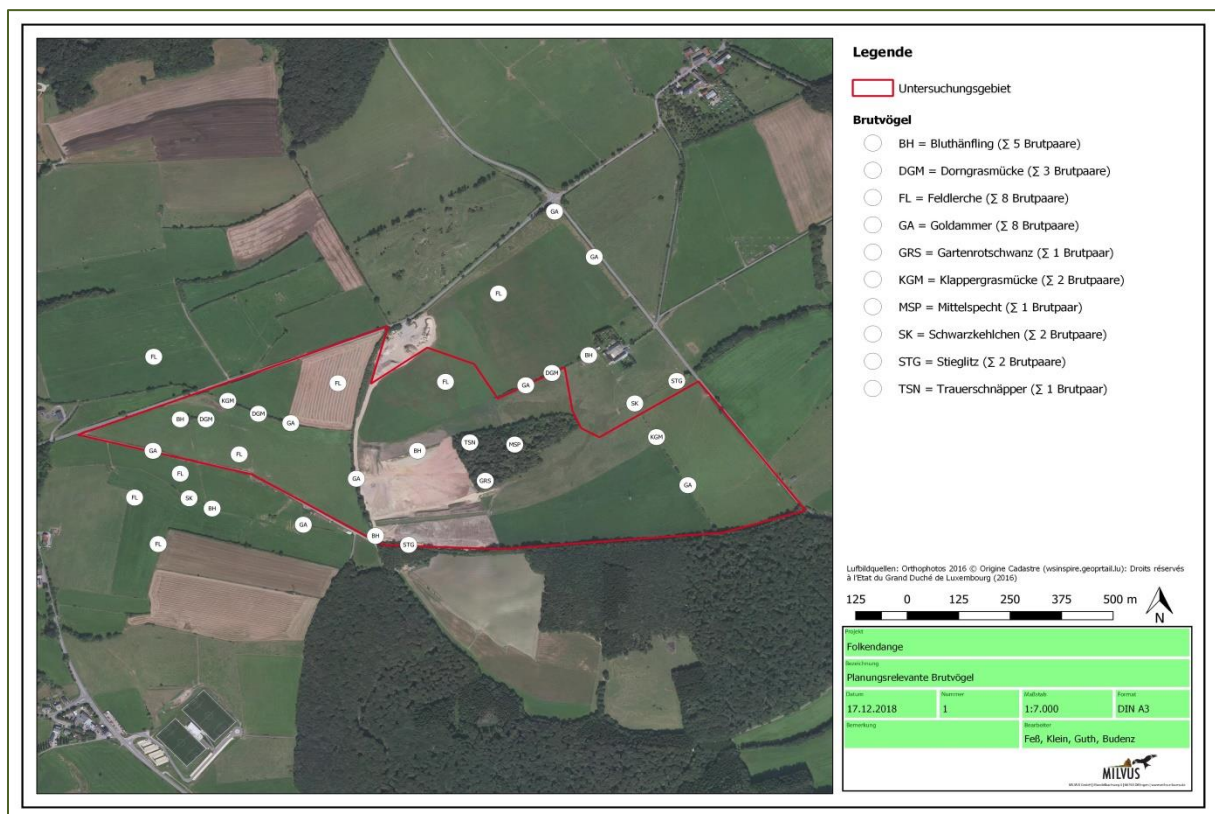 GA
GA
FL
FL
BH
FL
FL
GA
DGM
STG
KGM
SK
BH
DGM
DGM
GA
KGM
TSN
MSP
GA
FL
BH
FL
GA
GRS
GA
FL
SK
BH
GA
BH
FL
STG
Legende
Untersuchungsgebiet
Brutvögel
BH = Bluthänfling (Σ 5 Brutpaare)
DGM = Dorngrasmücke (Σ 3 Brutpaare)
FL = Feldlerche (Σ 8 Brutpaare)
GA = Goldammer (Σ 8 Brutpaare)
GRS = Gartenrotschwanz (Σ 1 Brutpaar)
KGM = Klappergrasmücke (Σ 2 Brutpaare)
MSP = Mittelspecht (Σ 1 Brutpaar)
SK = Schwarzkehlchen (Σ 2 Brutpaare)
STG = Stieglitz (Σ 2 Brutpaare)
TSN = Trauerschnäpper (Σ 1 Brutpaar)
Lufbildquellen: Orthophotos 2016 © Origine Cadastre (wsinspire.geoprtail.lu): Droits réservés
à l'Etat du Grand Duché de Luxembourg (2016)
125 0 125 250 375 500 m
N
Projekt
Folkendange
Bezeichnung
Planungsrelevante Brutvögel
Datum Nummer Maßstab Format
17.12.2018 1 1:7.000 DIN A3
Bemerkung Bearbeiter
Feß, Klein, Guth, Budenz
MILVUS